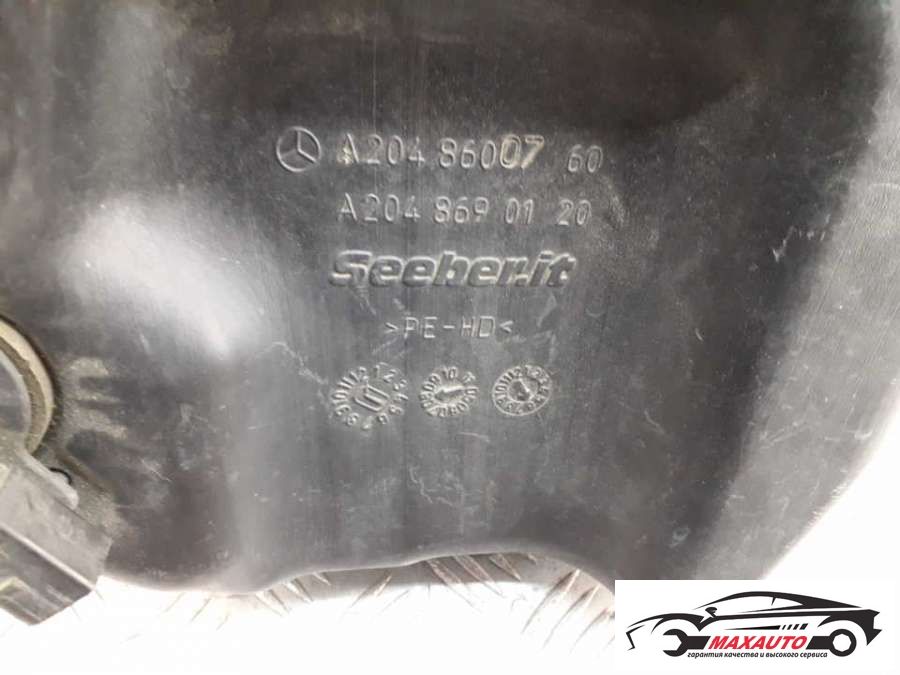 A204 86007 60
A204 869 01 20
Seeber.it
>PE-HD<
MAXAUTO
гарантия качества и высокого сервиса